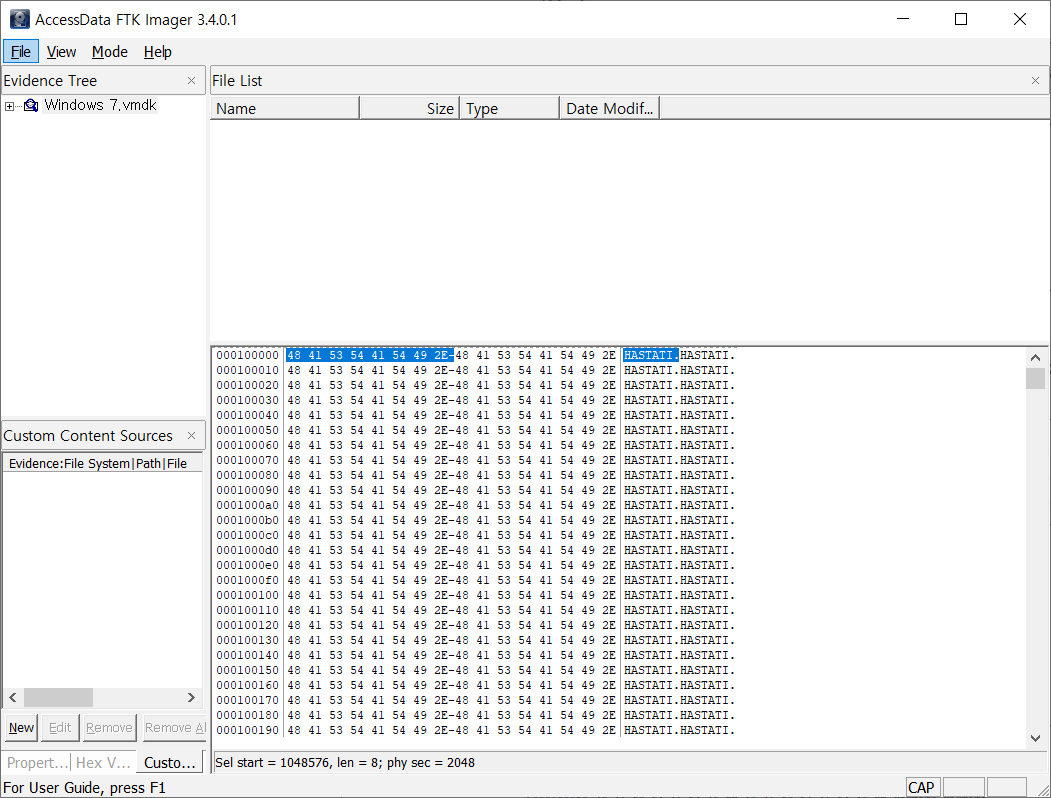 AccessData FTK Imager 3.4.0.1
File View Mode Help
Evidence Tree
Windows 7.vmdk
File List
Name Size Type Date Modif...
000100000 48 41 53 54 41 54 49 2E-48 41 53 54 41 54 49 2E HASTATI.HASTATI.
000100010 48 41 53 54 41 54 49 2E-48 41 53 54 41 54 49 2E HASTATI.HASTATI.
000100020 48 41 53 54 41 54 49 2E-48 41 53 54 41 54 49 2E HASTATI.HASTATI.
000100030 48 41 53 54 41 54 49 2E-48 41 53 54 41 54 49 2E HASTATI.HASTATI.
000100040 48 41 53 54 41 54 49 2E-48 41 53 54 41 54 49 2E HASTATI.HASTATI.
000100050 48 41 53 54 41 54 49 2E-48 41 53 54 41 54 49 2E HASTATI.HASTATI.
000100060 48 41 53 54 41 54 49 2E-48 41 53 54 41 54 49 2E HASTATI.HASTATI.
000100070 48 41 53 54 41 54 49 2E-48 41 53 54 41 54 49 2E HASTATI.HASTATI.
000100080 48 41 53 54 41 54 49 2E-48 41 53 54 41 54 49 2E HASTATI.HASTATI.
000100090 48 41 53 54 41 54 49 2E-48 41 53 54 41 54 49 2E HASTATI.HASTATI.
0001000a0 48 41 53 54 41 54 49 2E-48 41 53 54 41 54 49 2E HASTATI.HASTATI.
0001000b0 48 41 53 54 41 54 49 2E-48 41 53 54 41 54 49 2E HASTATI.HASTATI.
0001000c0 48 41 53 54 41 54 49 2E-48 41 53 54 41 54 49 2E HASTATI.HASTATI.
0001000d0 48 41 53 54 41 54 49 2E-48 41 53 54 41 54 49 2E HASTATI.HASTATI.
0001000e0 48 41 53 54 41 54 49 2E-48 41 53 54 41 54 49 2E HASTATI.HASTATI.
0001000f0 48 41 53 54 41 54 49 2E-48 41 53 54 41 54 49 2E HASTATI.HASTATI.
000100100 48 41 53 54 41 54 49 2E-48 41 53 54 41 54 49 2E HASTATI.HASTATI.
000100110 48 41 53 54 41 54 49 2E-48 41 53 54 41 54 49 2E HASTATI.HASTATI.
000100120 48 41 53 54 41 54 49 2E-48 41 53 54 41 54 49 2E HASTATI.HASTATI.
000100130 48 41 53 54 41 54 49 2E-48 41 53 54 41 54 49 2E HASTATI.HASTATI.
000100140 48 41 53 54 41 54 49 2E-48 41 53 54 41 54 49 2E HASTATI.HASTATI.
000100150 48 41 53 54 41 54 49 2E-48 41 53 54 41 54 49 2E HASTATI.HASTATI.
000100160 48 41 53 54 41 54 49 2E-48 41 53 54 41 54 49 2E HASTATI.HASTATI.
000100170 48 41 53 54 41 54 49 2E-48 41 53 54 41 54 49 2E HASTATI.HASTATI.
000100180 48 41 53 54 41 54 49 2E-48 41 53 54 41 54 49 2E HASTATI.HASTATI.
000100190 48 41 53 54 41 54 49 2E-48 41 53 54 41 54 49 2E HASTATI.HASTATI.
Sel start = 1048576, len = 8; phy sec = 2048
Custom Content Sources
Evidence:File System|Path|File
New Edit Remove Remove Al
Propert... Hex V... Custo...
For User Guide, press F1
CAP